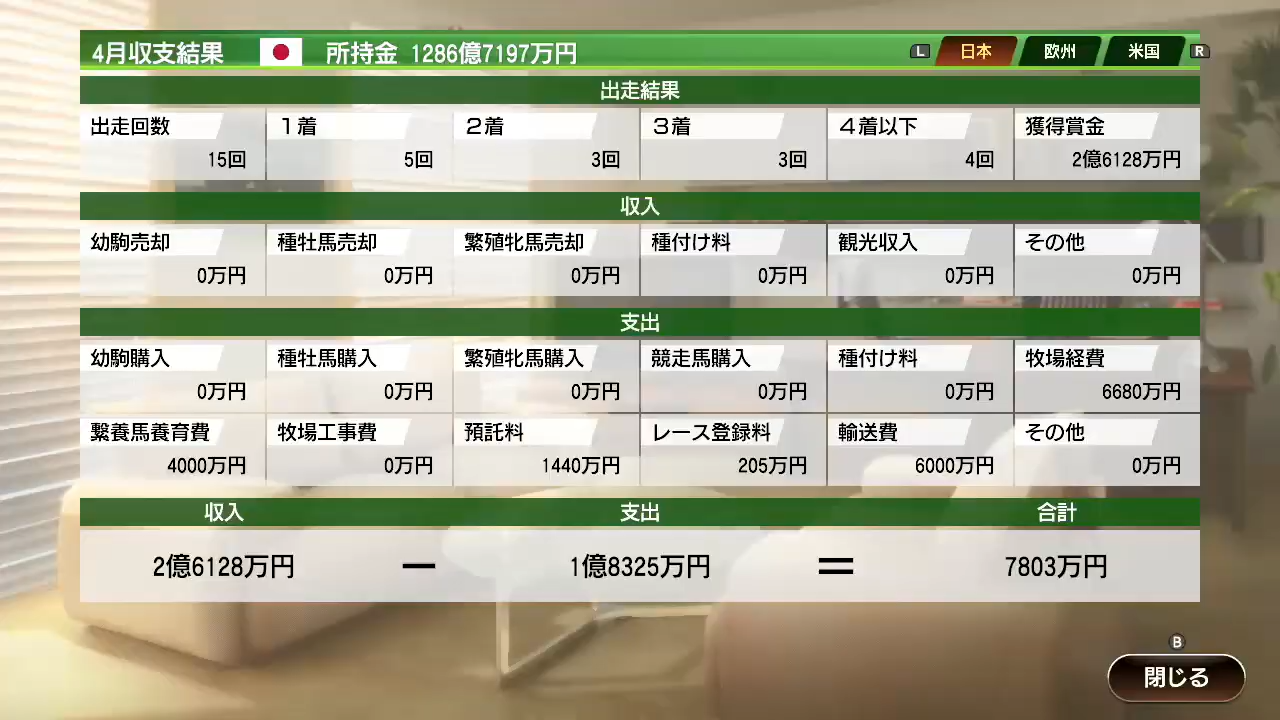 4月収支結果 所持金 1286億7197万円 L 日本 欧州 米国 R
出走結果
出走回数 1着 2着 3着 4着以下 獲得賞金
15回 5回 3回 3回 4回 2億6128万円
収入
幼駒売却 種牡馬売却 繁殖牝馬売却 種付け料 観光収入 その他
0万円 0万円 0万円 0万円 0万円 0万円
支出
幼駒購入 種牡馬購入 繁殖牝馬購入 競走馬購入 種付け料 牧場経費
0万円 0万円 0万円 0万円 0万円 6680万円
繋養馬養育費 牧場工事費 預託料 レース登録料 輸送費 その他
4000万円 0万円 1440万円 205万円 6000万円 0万円
収入 支出 合計
2億6128万円 ー 1億8325万円 = 7803万円
B
閉じる